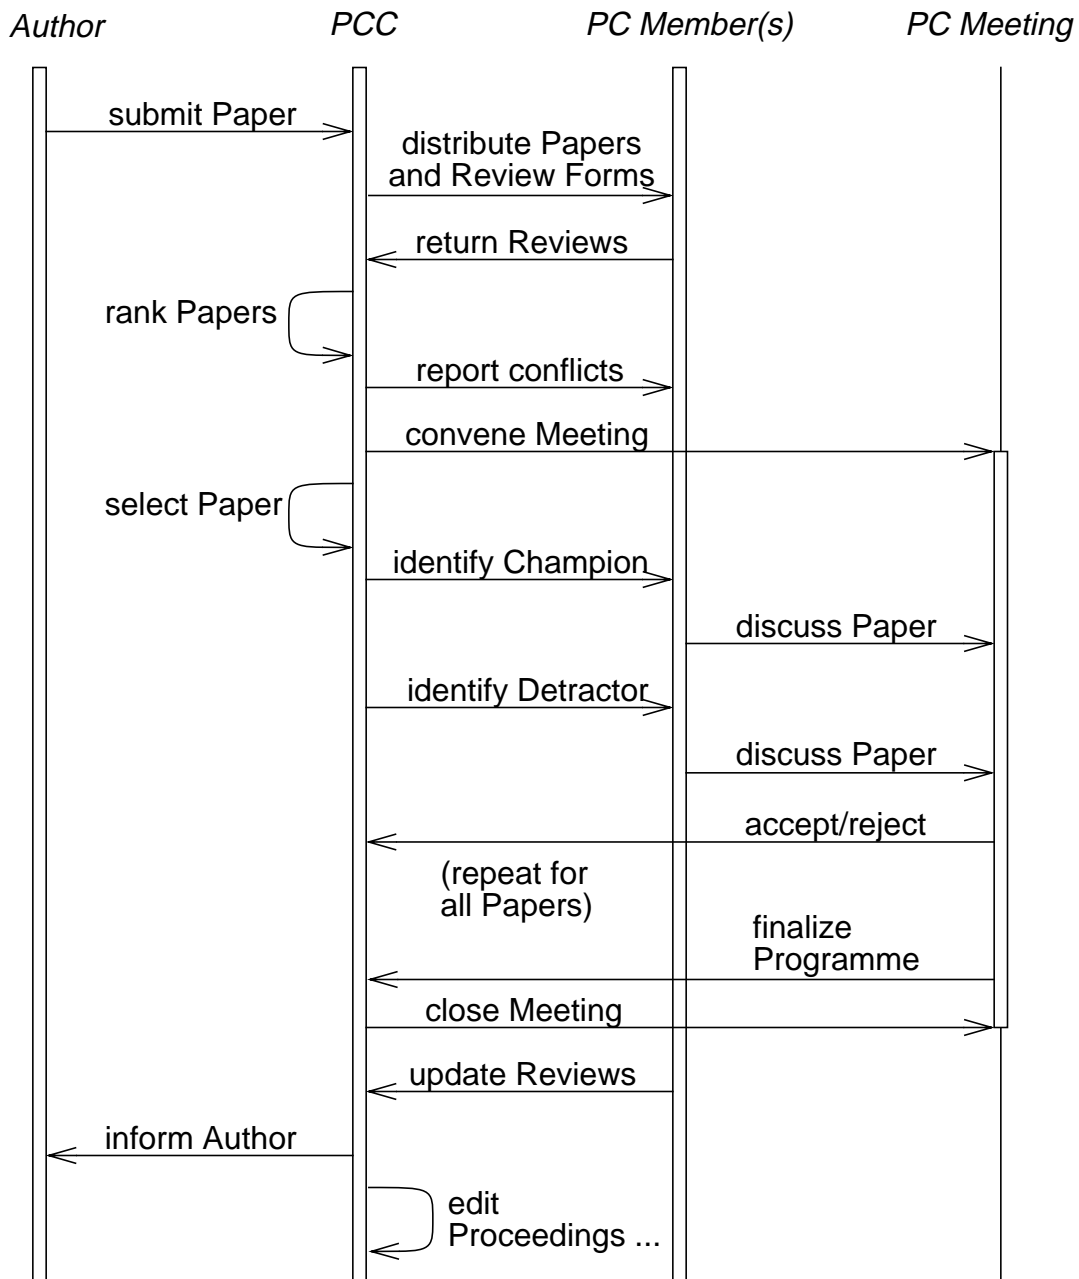 Author
PCC
PC Member(s)
PC Meeting
submit Paper
distribute Papers
and Review Forms
return Reviews
rank Papers
report conflicts
convene Meeting
select Paper
identify Champion
discuss Paper
identify Detractor
discuss Paper
accept/reject
(repeat for
all Papers)
finalize
Programme
close Meeting
update Reviews
inform Author
edit
Proceedings ...